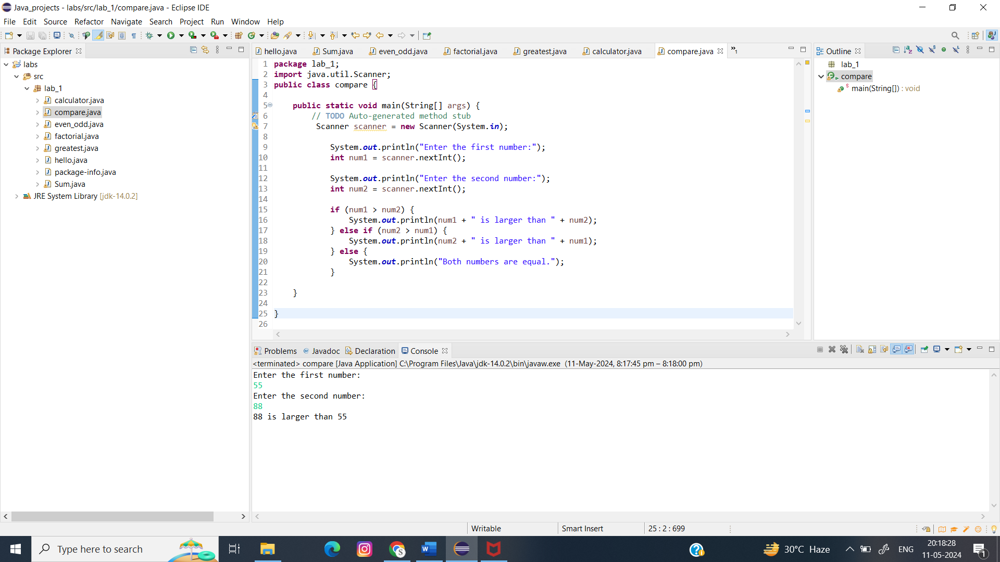 Java_projects - labs/src/lab_1/compare.java - Eclipse IDE
File Edit Source Refactor Navigate Search Project Run Window Help
Package Explorer
labs
src
lab_1
calculator.java
compare.java
even_odd.java
factorial.java
greatest.java
hello.java
package-info.java
Sum.java
JRE System Library [jdk-14.0.2]
hello.java Sum.java even_odd.java factorial.java greatest.java calculator.java compare.java »1
1 package lab_1;
2 import java.util.Scanner;
3 public class compare {
4
5 public static void main(String[] args) {
6 // TODO Auto-generated method stub
7 Scanner scanner = new Scanner(System.in);
8
9 System.out.println("Enter the first number:");
10 int num1 = scanner.nextInt();
11
12 System.out.println("Enter the second number:");
13 int num2 = scanner.nextInt();
14
15 if (num1 > num2) {
16 System.out.println(num1 + " is larger than " + num2);
17 } else if (num2 > num1) {
18 System.out.println(num2 + " is larger than " + num1);
19 } else {
20 System.out.println("Both numbers are equal.");
21 }
22
23 }
24
25 }
26
Outline
lab_1
compare
main(String[]) : void
Problems @ Javadoc Declaration Console
<terminated> compare [Java Application] C:\Program Files\Java\jdk-14.0.2\bin\javaw.exe (11-May-2024, 8:17:45 pm – 8:18:00 pm)
Enter the first number:
55
Enter the second number:
88
88 is larger than 55
Writable Smart Insert 25 : 2 : 699
Type here to search
30°C Haze
ENG
20:18:28
11-05-2024
1